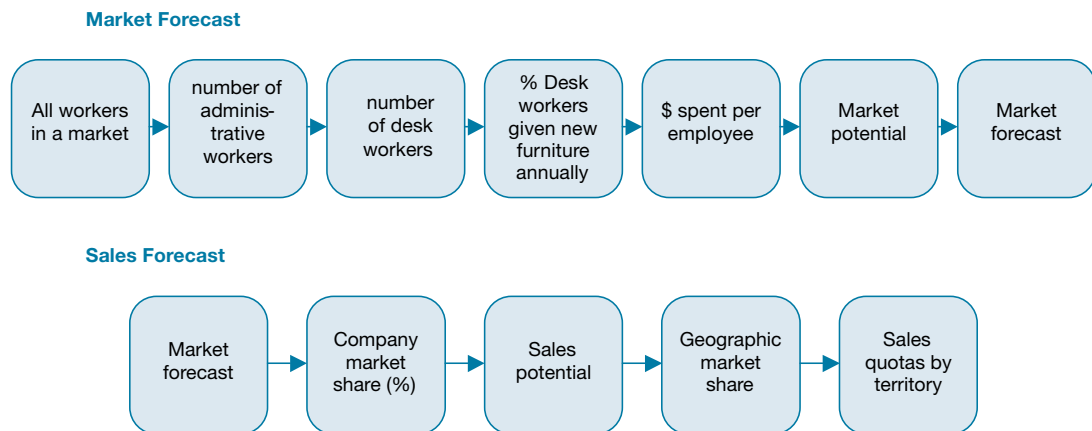 Market Forecast
All workers
in a market
number of
adminis-
trative
workers
number
of desk
workers
% Desk
workers
given new
furniture
annually
$ spent per
employee
Market
potential
Market
forecast
Sales Forecast
Market
forecast
Company
market
share (%)
Sales
potential
Geographic
market
share
Sales
quotas by
territory